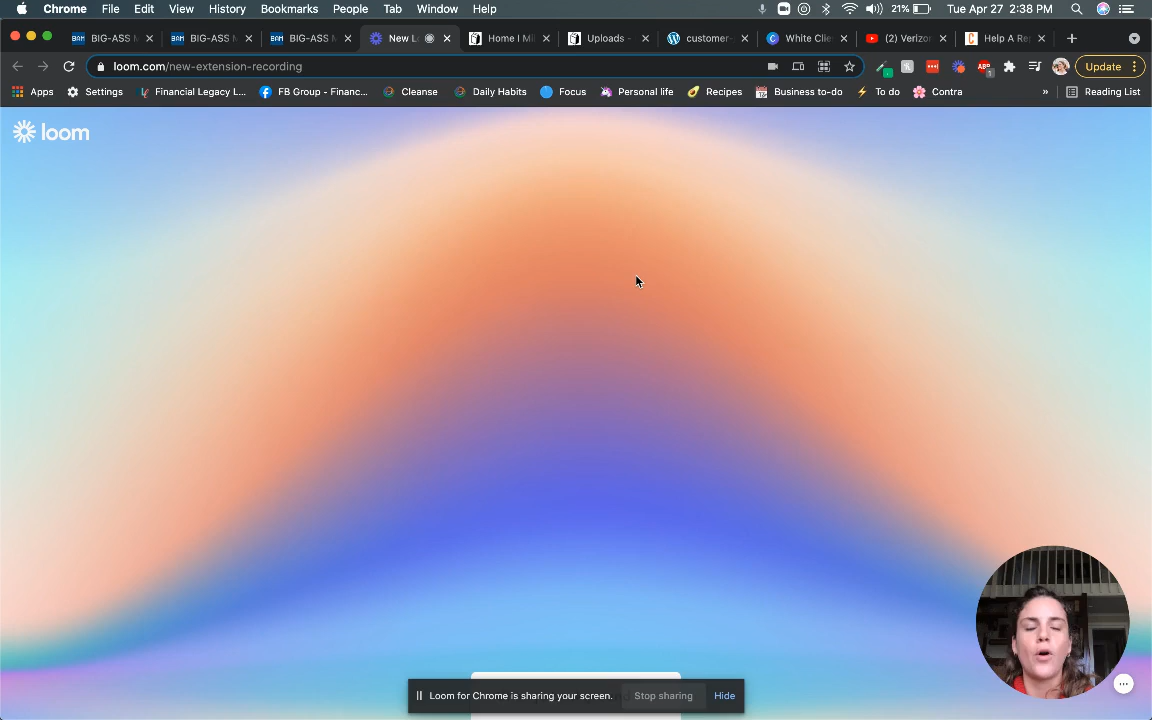 Chrome File Edit View History Bookmarks People Tab Window Help 21% Tue Apr 27 2:38 PM
BIG-ASS M BIG-ASS M BIG-ASS M New L Home I Mi Uploads - customer- White Clie (2) Verizo Help A Re
loom.com/new-extension-recording ABP 1 Update
Apps Settings Financial Legacy L... FB Group - Financ... Cleanse Daily Habits Focus Personal life Recipes Business to-do To do Contra » Reading List
loom
Loom for Chrome is sharing your screen. Stop sharing Hide